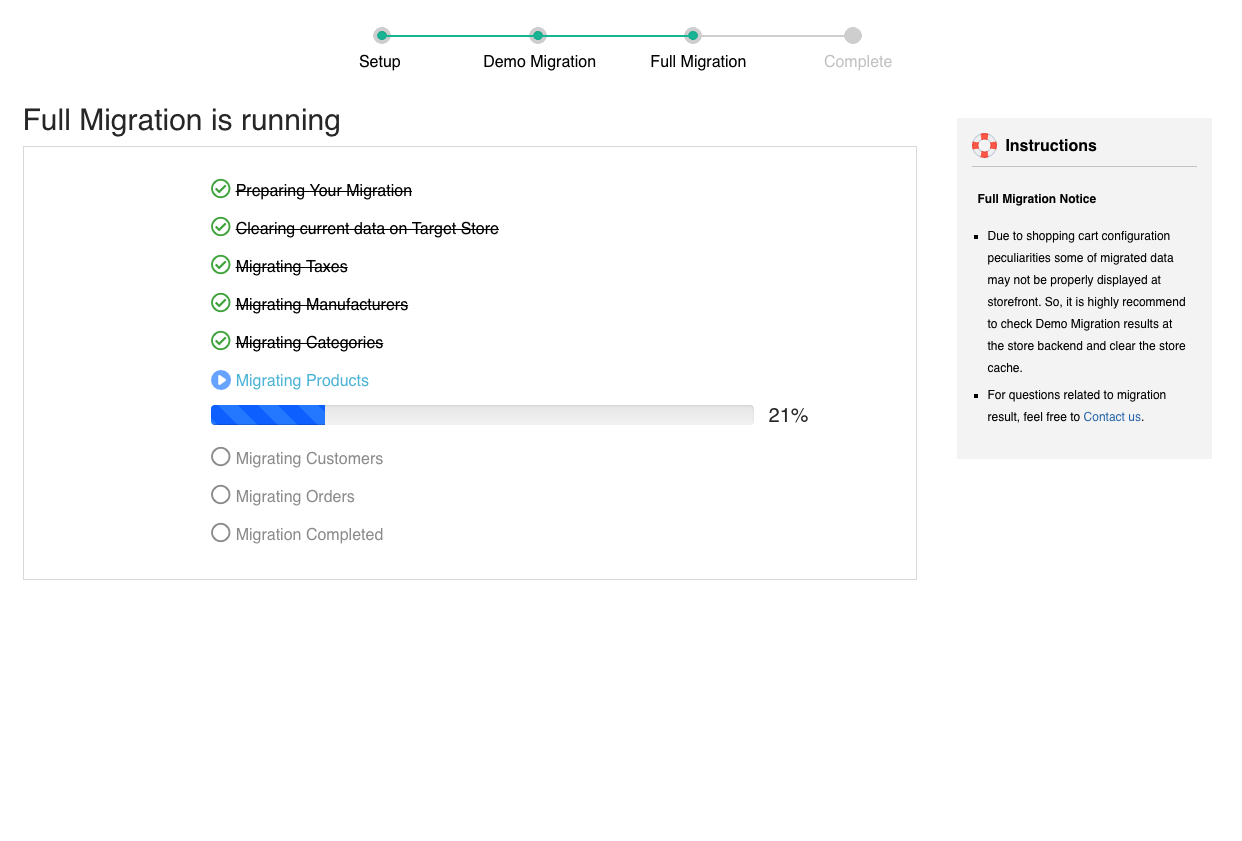 Setup
Demo Migration
Full Migration
Complete
Full Migration is running
Preparing Your Migration
Clearing current data on Target Store
Migrating Taxes
Migrating Manufacturers
Migrating Categories
Migrating Products
21%
Migrating Customers
Migrating Orders
Migration Completed
Instructions
Full Migration Notice
Due to shopping cart configuration
peculiarities some of migrated data
may not be properly displayed at
storefront. So, it is highly recommend
to check Demo Migration results at
the store backend and clear the store
cache.
For questions related to migration
result, feel free to Contact us.